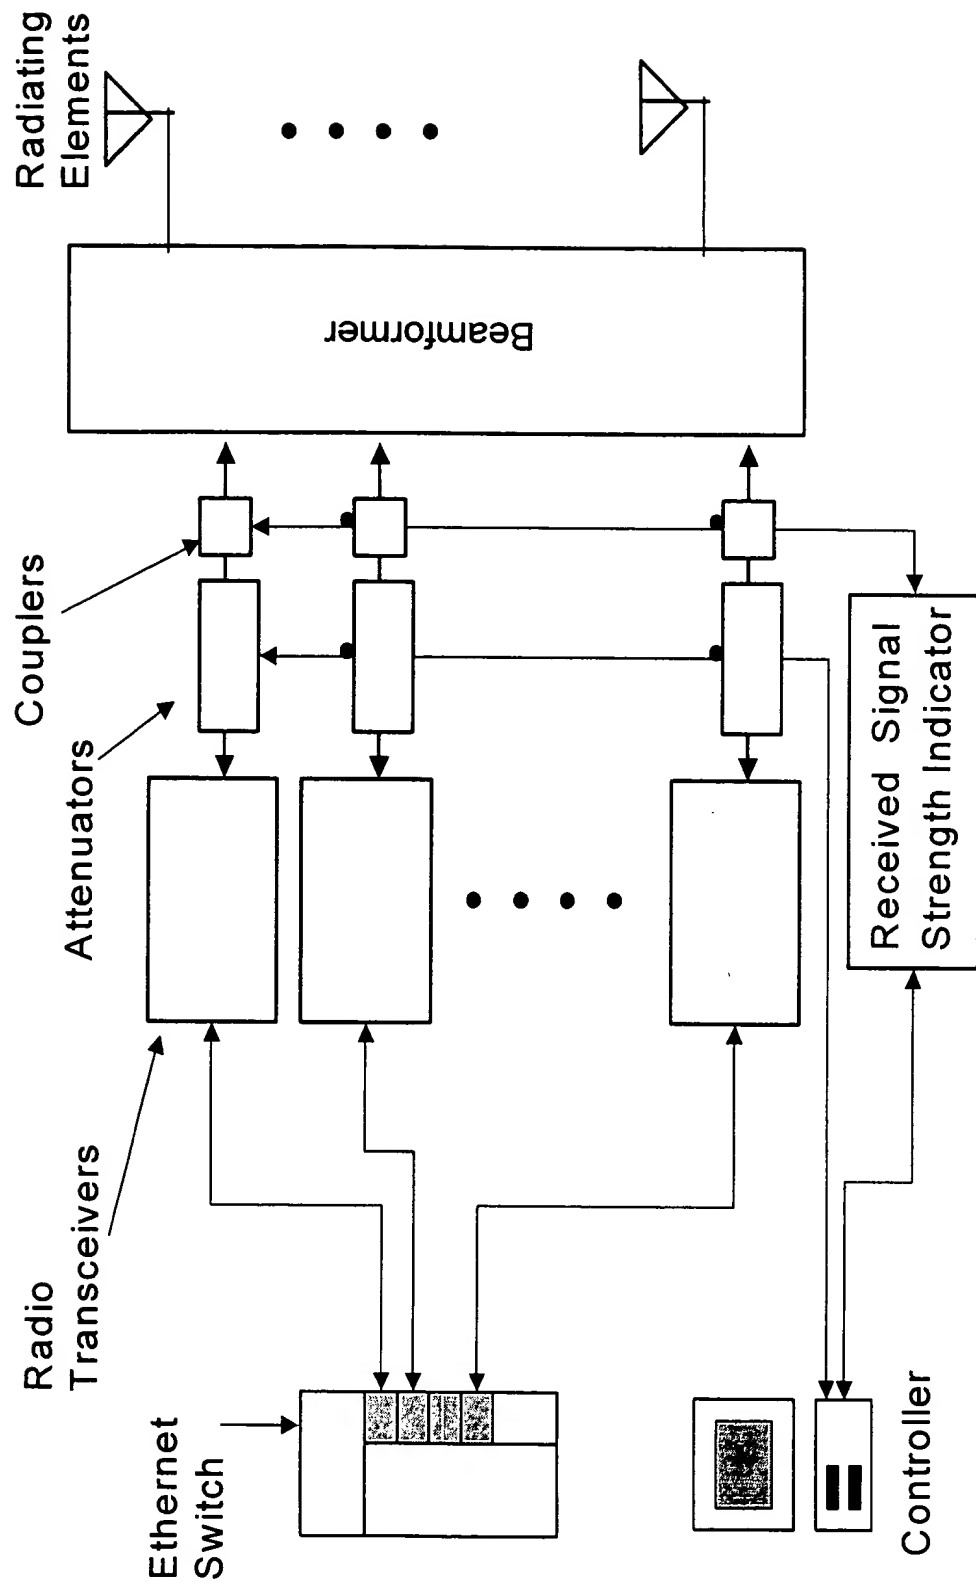 Radiating
Elements
Beamformer
Couplers
Attenuators
Received Signal
Strength Indicator
Radio
Transceivers
Ethernet
Switch
Controller